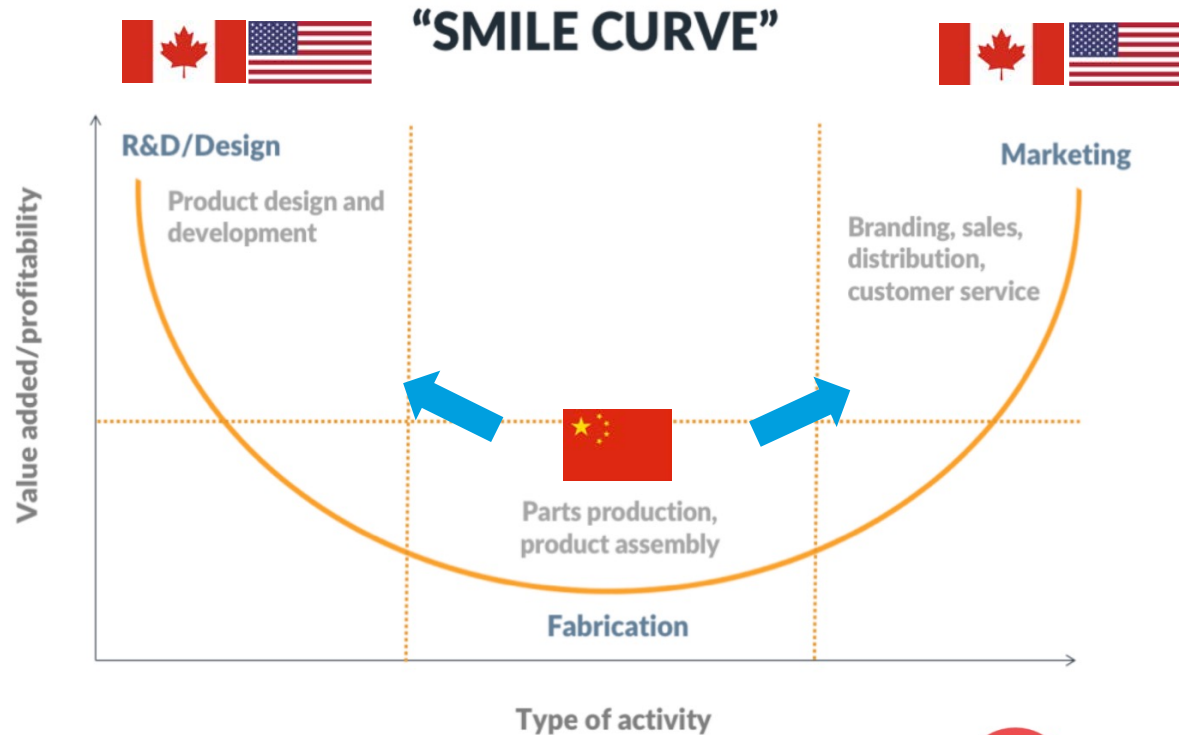 “SMILE CURVE”
R&D/Design
Product design and
development
Marketing
Branding, sales,
distribution,
customer service
Value added/profitability
Parts production,
product assembly
Fabrication
Type of activity